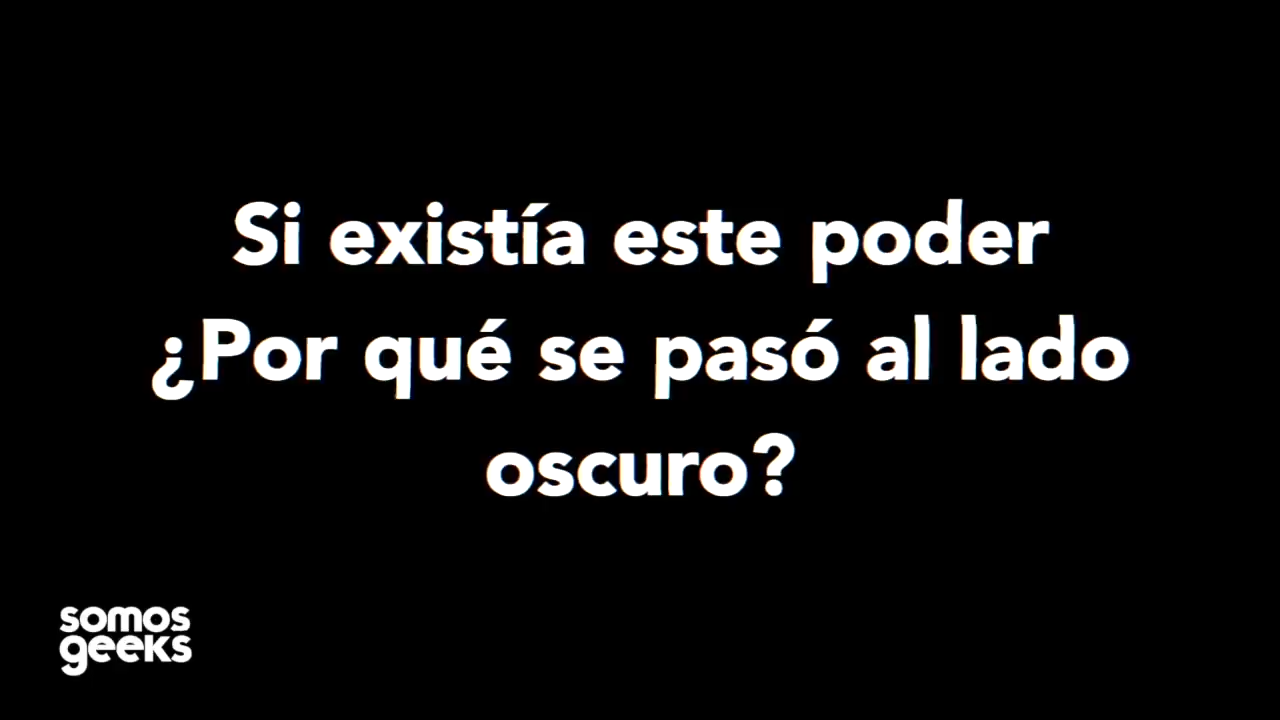 Si existía este poder
¿Por qué se pasó al lado
oscuro?
somos
geeks